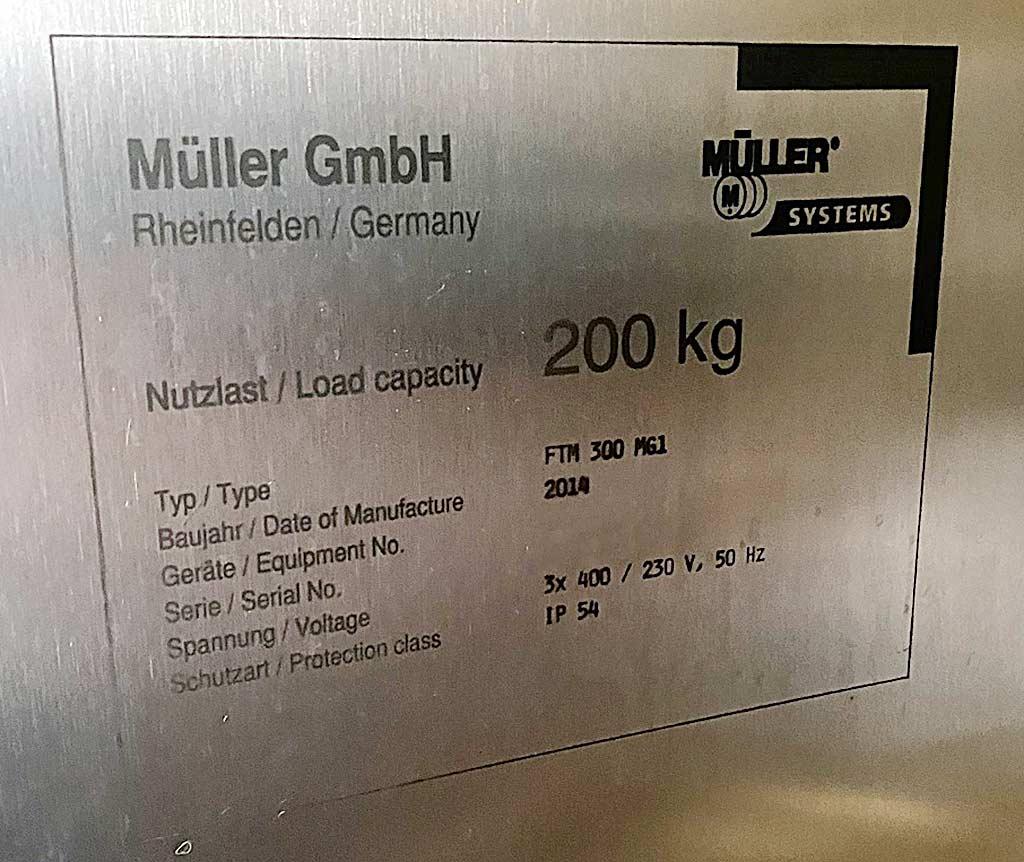 Müller GmbH
Rheinfelden / Germany
MÜLLER®
M
SYSTEMS
Nutzlast / Load capacity 200 kg
Typ / Type FTM 300 MG1
Baujahr / Date of Manufacture 2014
Geräte / Equipment No.
Serie / Serial No.
Spannung / Voltage 3x 400 / 230 V, 50 Hz
Schutzart / Protection class IP 54